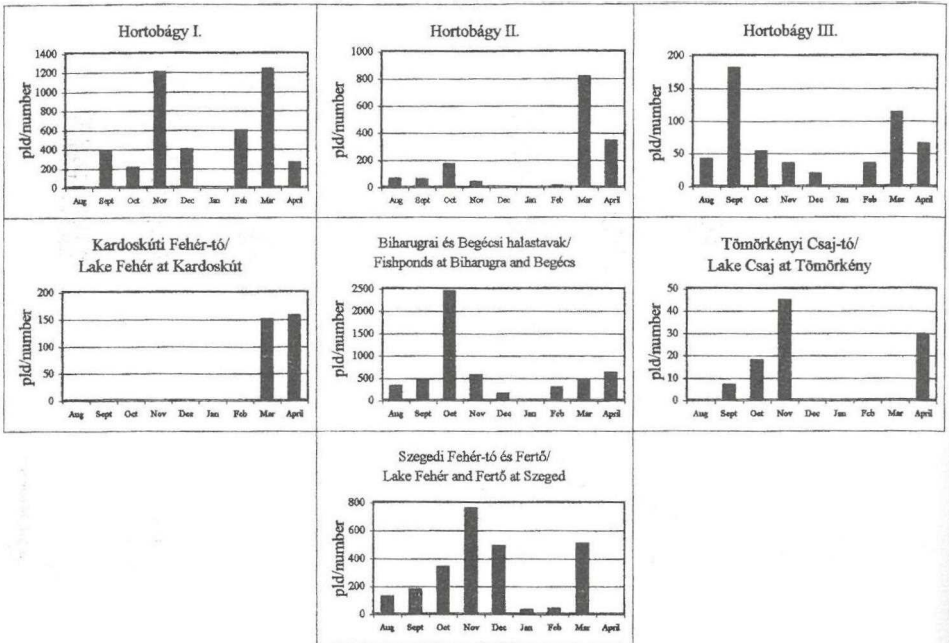 Hortobágy I.
pld/number
1400
1200
1000
800
600
400
200
0
Aug Sept Oct Nov Dec Jan Feb Mar April
Hortobágy II.
pld/number
1000
800
600
400
200
0
Aug Sept Oct Nov Dec Jan Feb Mar April
Hortobágy III.
pld/number
200
150
100
50
0
Aug Sept Oct Nov Dec Jan Feb Mar April
Kardoskúti Fehér-tó/
Lake Fehér at Kardoskút
pld/number
200
150
100
50
0
Aug Sept Oct Nov Dec Jan Feb Mar April
Biharugrai és Begécsi halastavak/
Fishponds at Biharugra and Begécs
pld/number
2500
2000
1500
1000
500
0
Aug Sept Oct Nov Dec Jan Feb Mar April
Tömörkényi Csaj-tó/
Lake Csaj at Tömörkény
pld/number
50
40
30
20
10
0
Aug Sept Oct Nov Dec Jan Feb Mar April
Szegedi Fehér-tó és Fertő/
Lake Fehér and Fertő at Szeged
pld/number
800
600
400
200
0
Aug Sept Oct Nov Dec Jan Feb Mar April